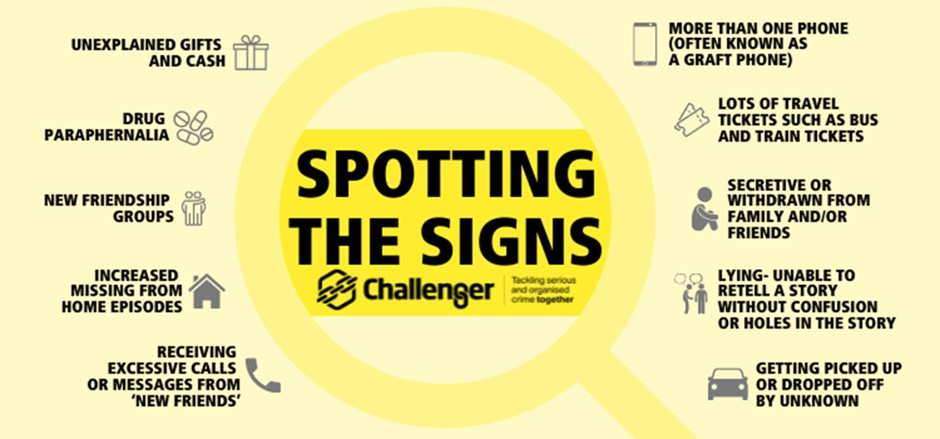 UNEXPLAINED GIFTS
AND CASH
DRUG
PARAPHERNALIA
NEW FRIENDSHIP
GROUPS
INCREASED
MISSING FROM
HOME EPISODES
RECEIVING
EXCESSIVE CALLS
OR MESSAGES FROM
‘NEW FRIENDS’
SPOTTING
THE SIGNS
Challenger
Tackling serious
and organised
crime together
MORE THAN ONE PHONE
(OFTEN KNOWN AS
A GRAFT PHONE)
LOTS OF TRAVEL
TICKETS SUCH AS BUS
AND TRAIN TICKETS
SECRETIVE OR
WITHDRAWN FROM
FAMILY AND/OR
FRIENDS
LYING- UNABLE TO
RETELL A STORY
WITHOUT CONFUSION
OR HOLES IN THE STORY
GETTING PICKED UP
OR DROPPED OFF
BY UNKNOWN